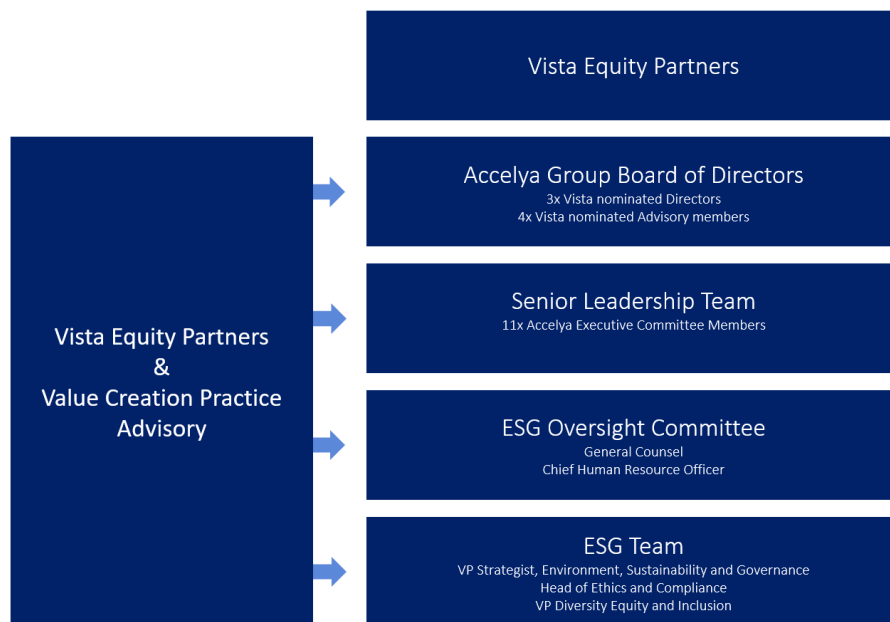 Vista Equity Partners
Vista Equity Partners
&
Value Creation Practice
Advisory
Accelya Group Board of Directors
3x Vista nominated Directors
4x Vista nominated Advisory members
Senior Leadership Team
11x Accelya Executive Committee Members
ESG Oversight Committee
General Counsel
Chief Human Resource Officer
ESG Team
VP Strategist, Environment, Sustainability and Governance
Head of Ethics and Compliance
VP Diversity Equity and Inclusion